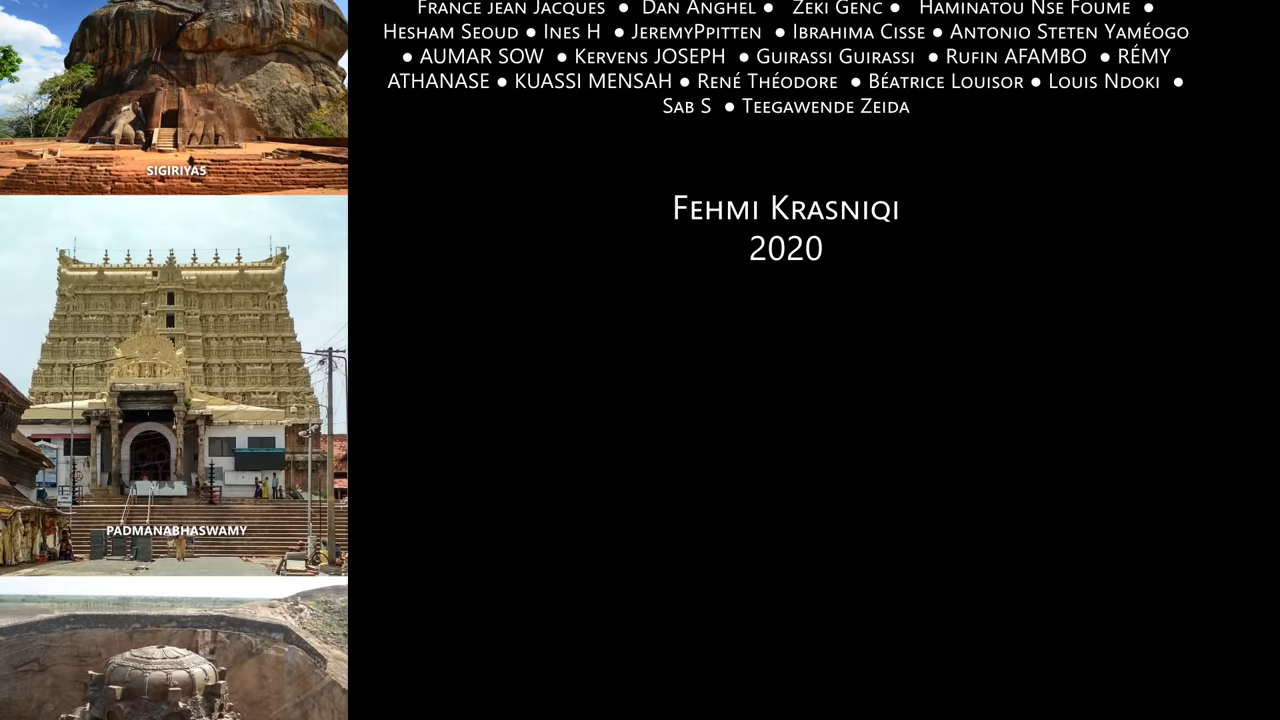 France jean Jacques ● Dan Anghel ● Zeki Genc ● Haminatou Nse Foume ●
Hesham Seoud ● Ines H ● JeremyPpitten ● Ibrahima Cisse ● Antonio Steten Yaméogo
● AUMAR SOW ● Kervens JOSEPH ● Guirassi Guirassi ● Rufin AFAMBO ● RÉMY
ATHANASE ● KUASSI MENSAH ● René Théodore ● Béatrice Louisor ● Louis Ndoki ●
Sab S ● Teegawende Zeida
Fehmi Krasniqi
2020
SIGIRIYA5
PADMANABHASWAMY